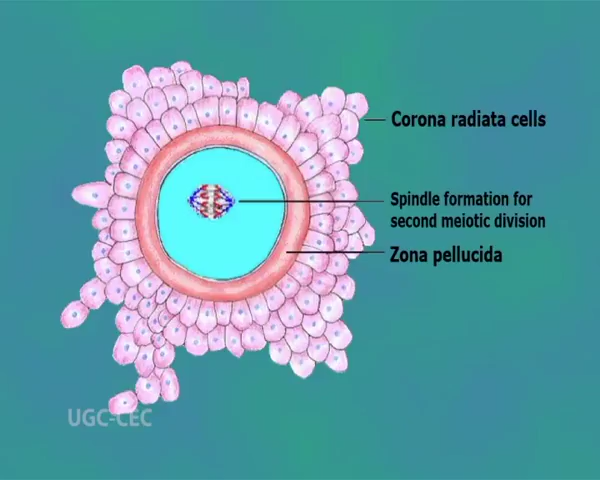 Corona radiata cells
Spindle formation for
second meiotic division
Zona pellucida
UGC-CEC